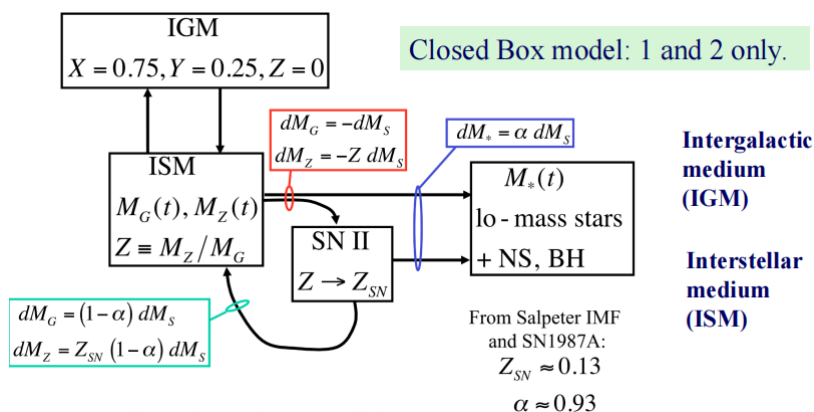 IGM
X = 0.75, Y = 0.25, Z = 0
Closed Box model: 1 and 2 only.
dM_G = -dM_S
dM_Z = -Z dM_S
dM_* = α dM_S
ISM
M_G(t), M_Z(t)
Z ≡ M_Z/M_G
M_*(t)
lo - mass stars
+ NS, BH
Intergalactic
medium
(IGM)
SN II
Z → Z_SN
Interstellar
medium
(ISM)
dM_G = (1-α) dM_S
dM_Z = Z_SN (1-α) dM_S
From Salpeter IMF
and SN1987A:
Z_SN ≈ 0.13
α ≈ 0.93